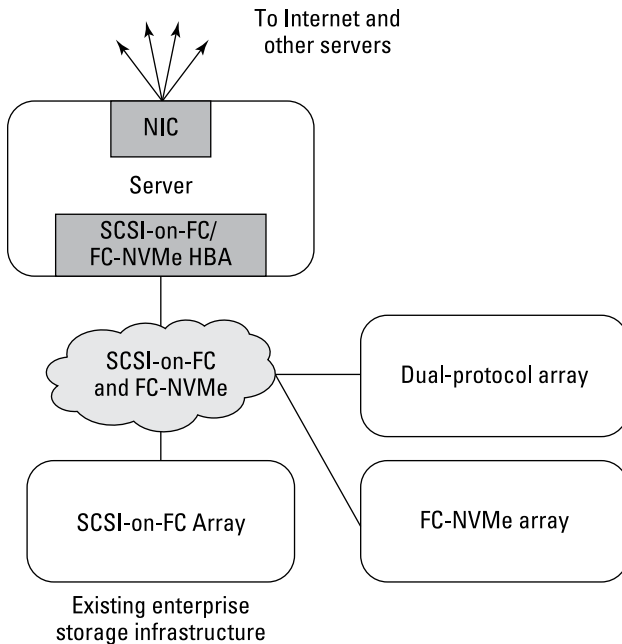 To Internet and
other servers
NIC
Server
SCSI-on-FC/
FC-NVMe HBA
SCSI-on-FC
and FC-NVMe
Dual-protocol array
SCSI-on-FC Array
FC-NVMe array
Existing enterprise
storage infrastructure